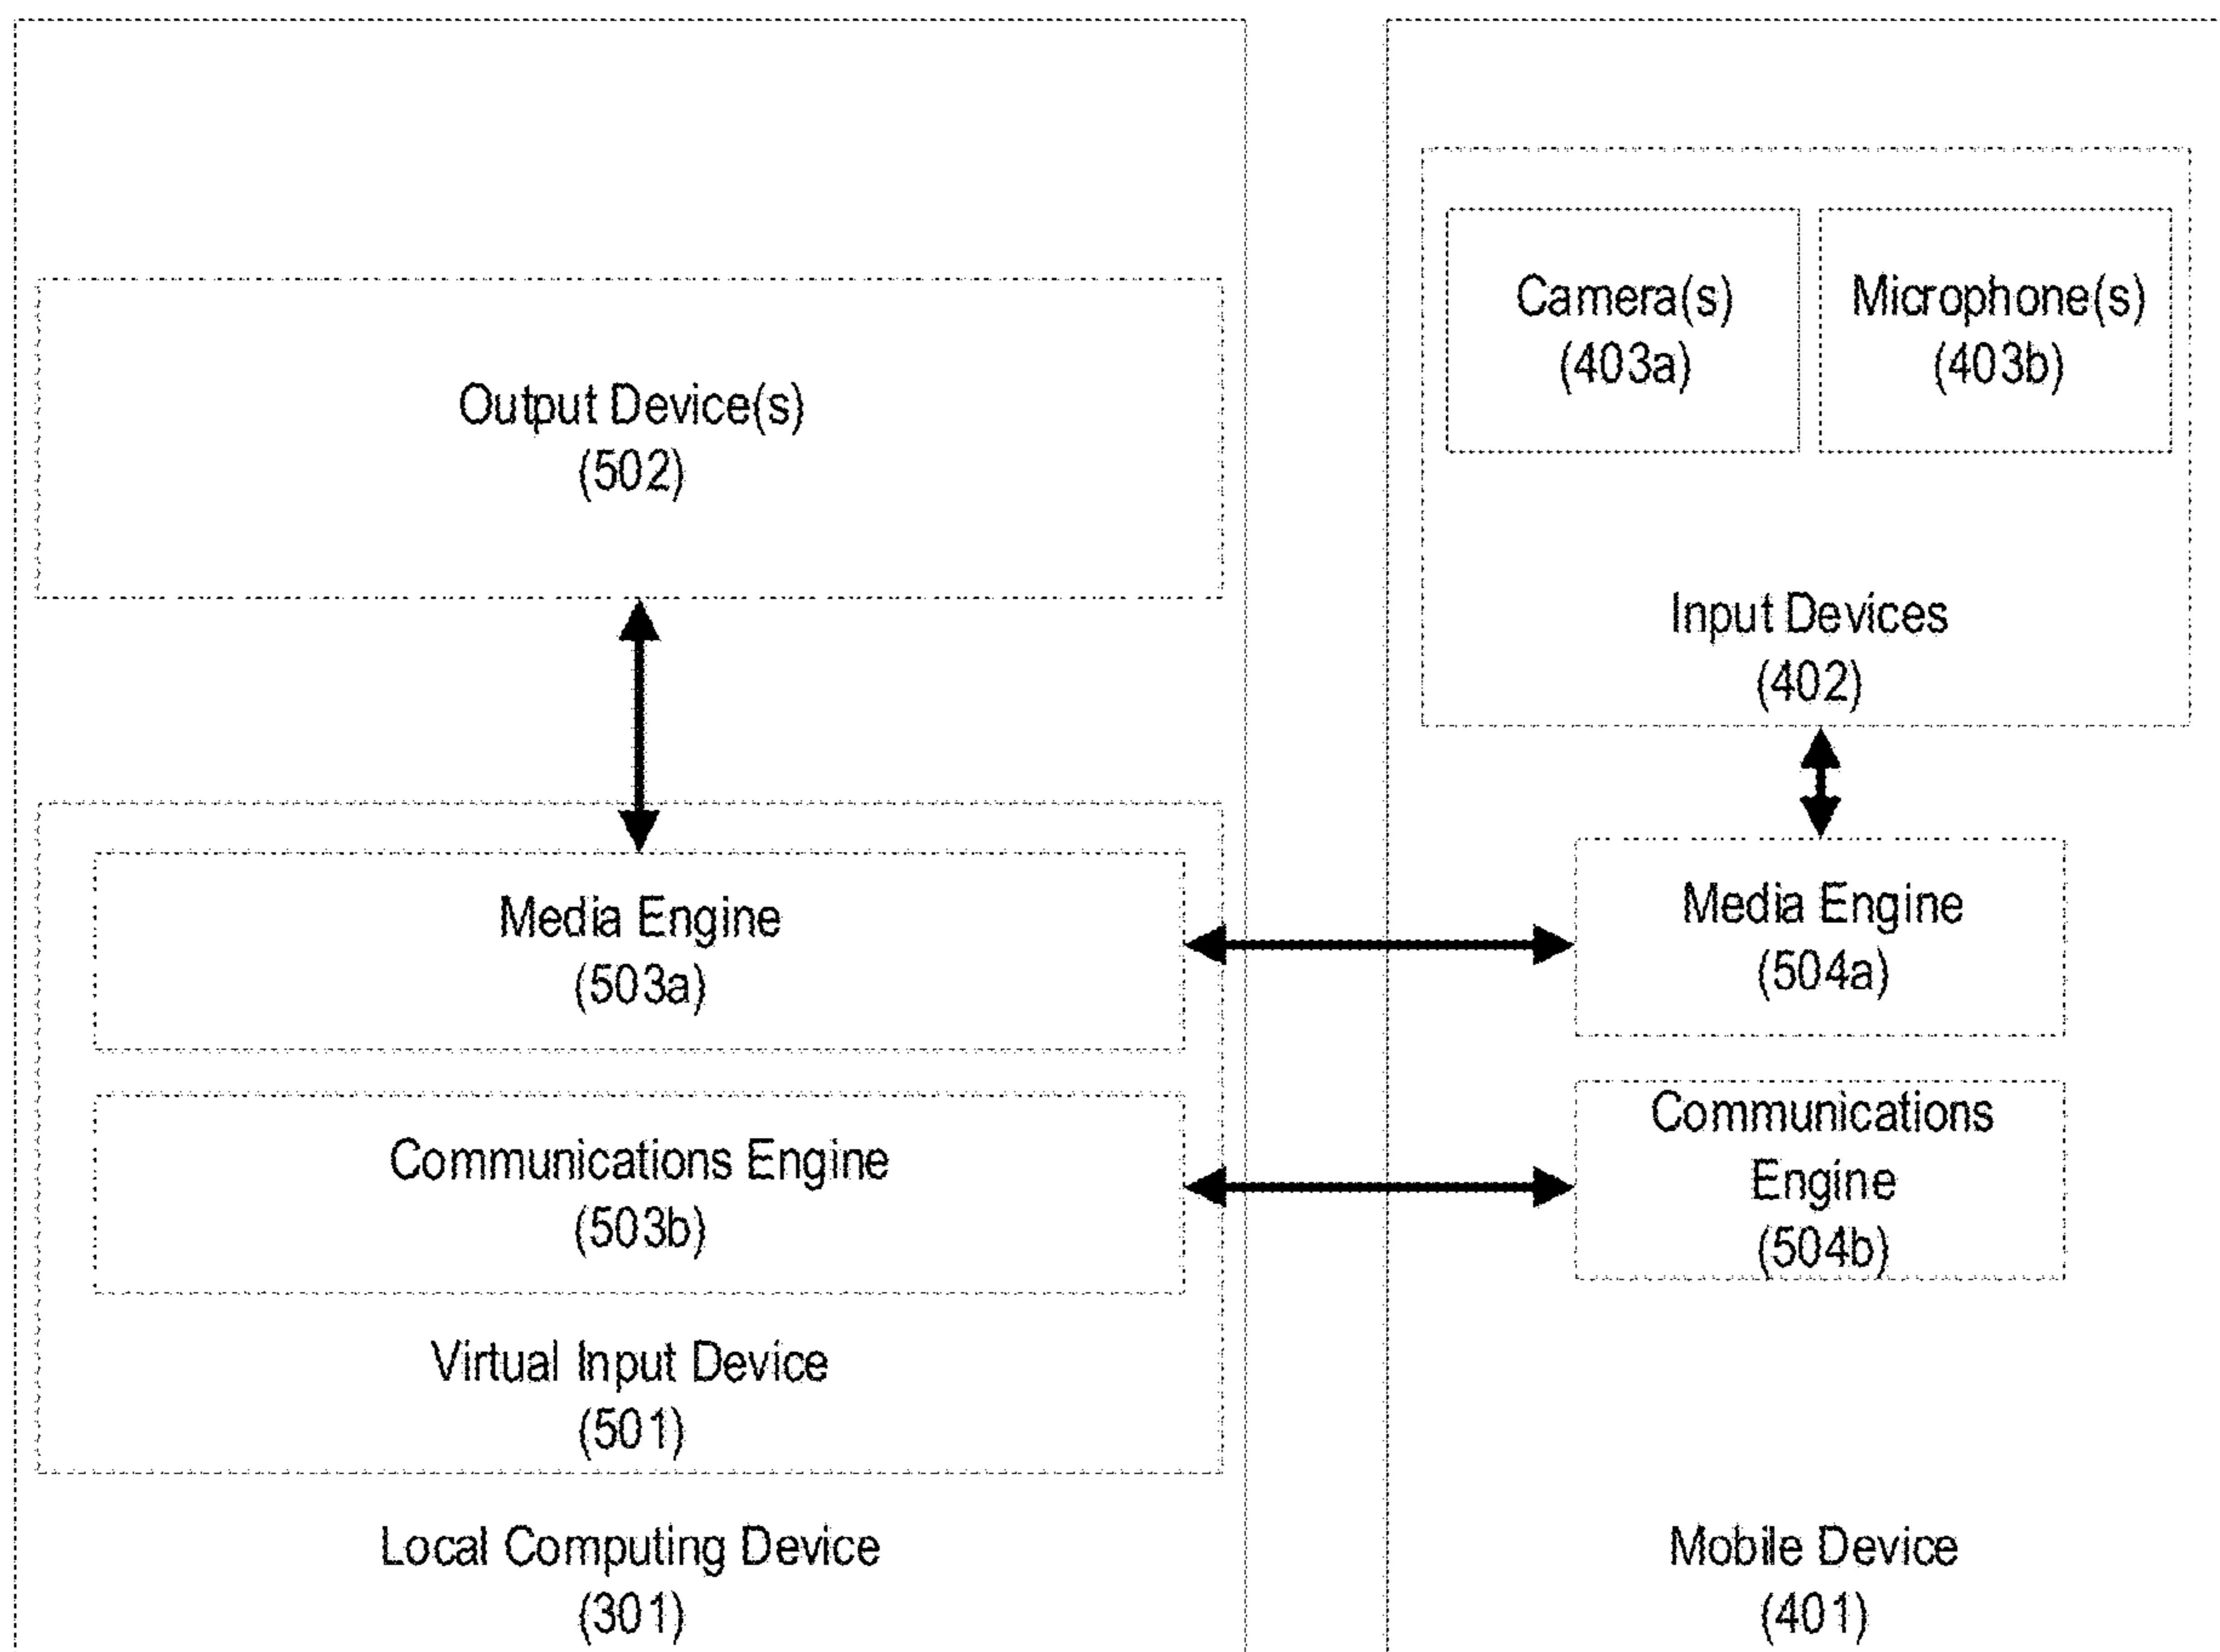 Output Device(s)
(502)
Media Engine
(503a)
Communications Engine
(503b)
Virtual Input Device
(501)
Local Computing Device
(301)
Camera(s)
(403a)
Microphone(s)
(403b)
Input Devices
(402)
Media Engine
(504a)
Communications
Engine
(504b)
Mobile Device
(401)